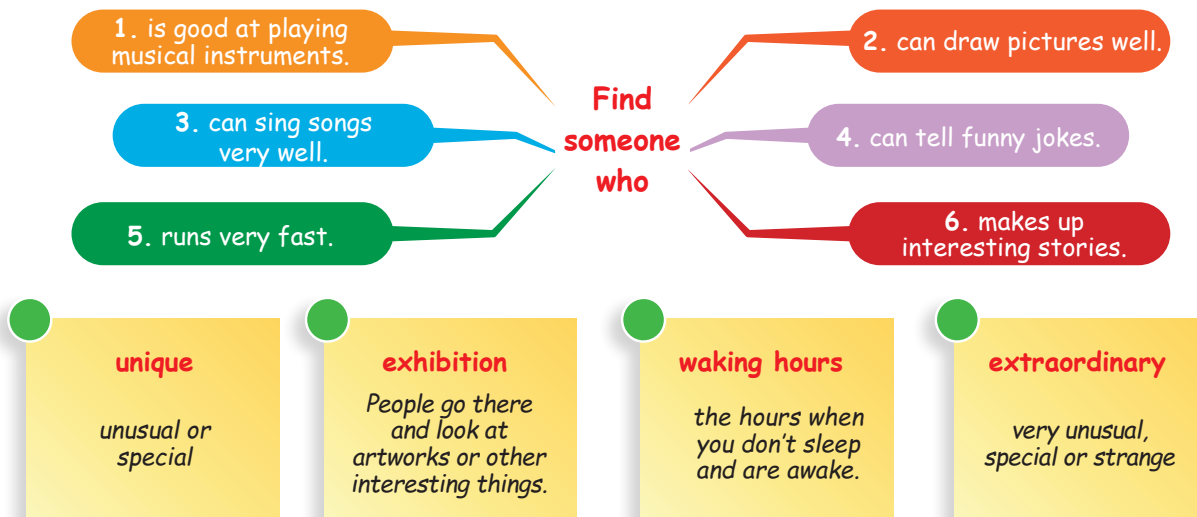 1. is good at playing
musical instruments.
2. can draw pictures well.
Find
someone
who
3. can sing songs
very well.
4. can tell funny jokes.
5. runs very fast.
6. makes up
interesting stories.
unique
unusual or
special
exhibition
People go there
and look at
artworks or other
interesting things.
waking hours
the hours when
you don't sleep
and are awake.
extraordinary
very unusual,
special or strange